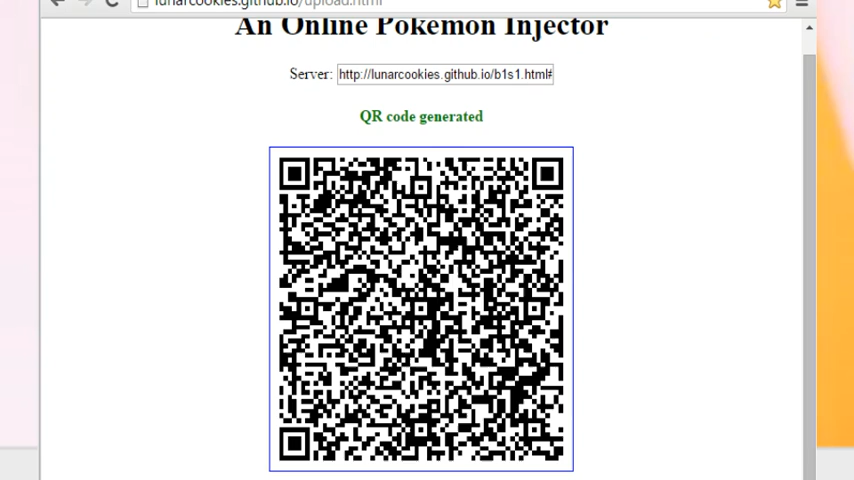 lunarcookies.github.io/upload.html
An Online Pokemon Injector
Server: http://lunarcookies.github.io/b1s1.html#
QR code generated